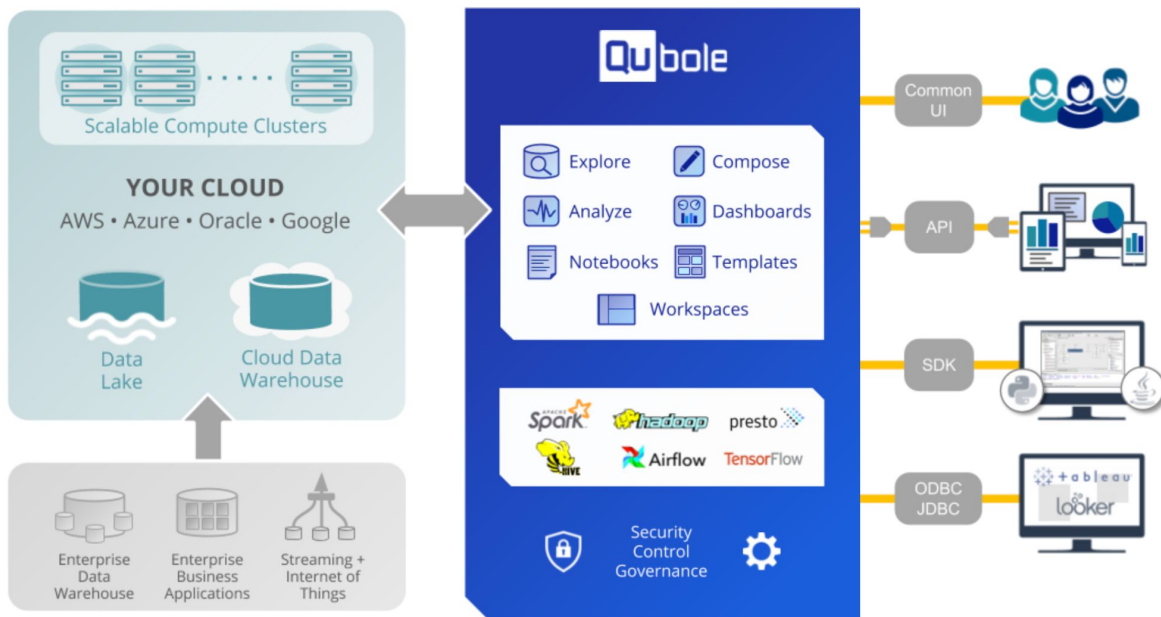 Scalable Compute Clusters
YOUR CLOUD
AWS • Azure • Oracle • Google
Data
Lake
Cloud Data
Warehouse
Enterprise
Data
Warehouse
Enterprise
Business
Applications
Streaming +
Internet of
Things
Qubole
Explore
Compose
Analyze
Dashboards
Notebooks
Templates
Workspaces
APACHE
Spark
hadoop
presto
HIVE
Airflow
TensorFlow
Security
Control
Governance
Common
UI
API
SDK
ODBC
JDBC
+ableau
looker